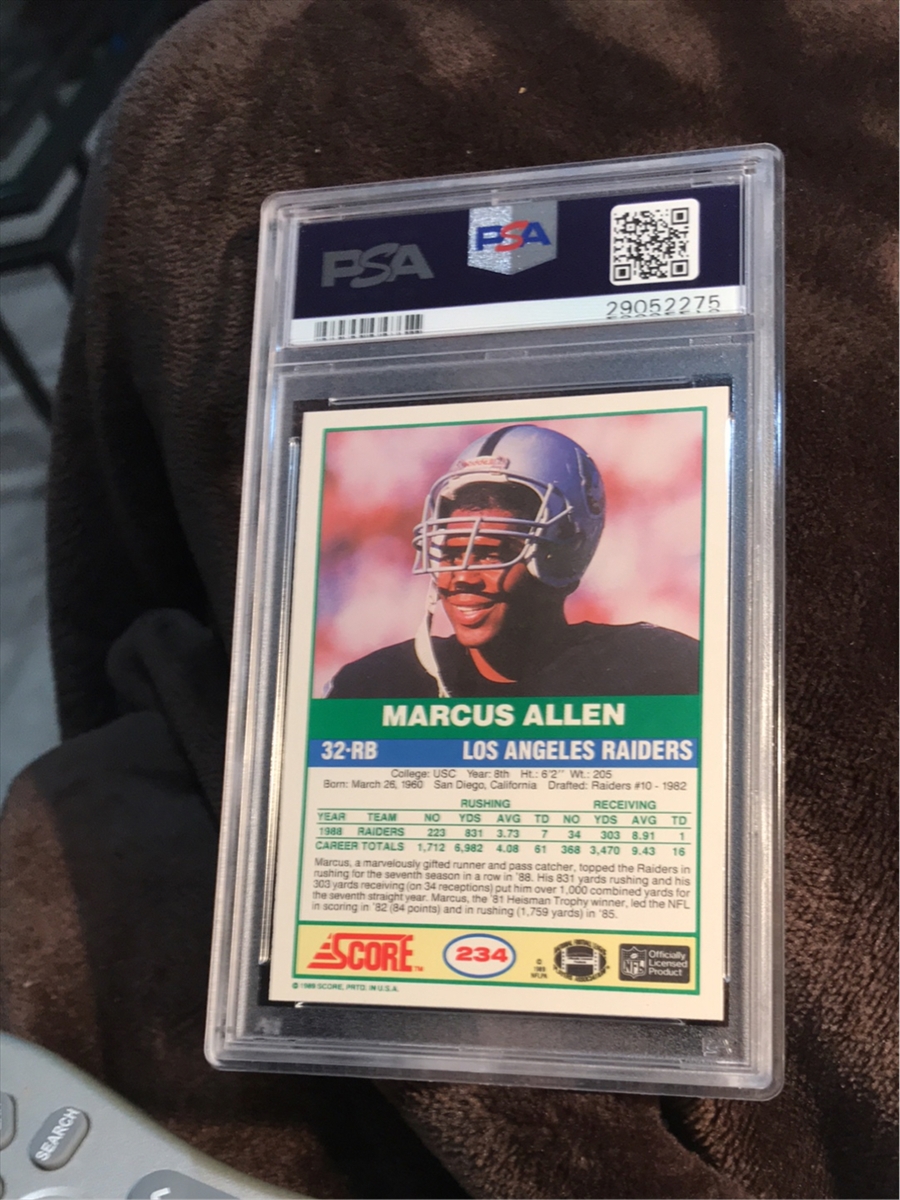 PSA
PSA
29052275
MARCUS ALLEN
32-RB LOS ANGELES RAIDERS
College: USC Year: 8th Ht.: 6'2" Wt.: 205
Born: March 26, 1960 San Diego, California Drafted: Raiders #10 - 1982
RUSHING RECEIVING
YEAR TEAM NO YDS AVG TD NO YDS AVG TD
1988 RAIDERS 223 831 3.73 7 34 303 8.91 1
CAREER TOTALS 1,712 6,982 4.08 61 368 3,470 9.43 16
Marcus, a marvelously gifted runner and pass catcher, topped the Raiders in
rushing for the seventh season in a row in '88. His 831 yards rushing and his
303 yards receiving (on 34 receptions) put him over 1,000 combined yards for
the seventh straight year. Marcus, the '81 Heisman Trophy winner, led the NFL
in scoring in '82 (84 points) and in rushing (1,759 yards) in '85.
SCORE TM
234
© 1989 NFLPA
NFL
Officially
Licensed
Product
© 1989 SCORE, PRTD. IN U.S.A.
SEARCH